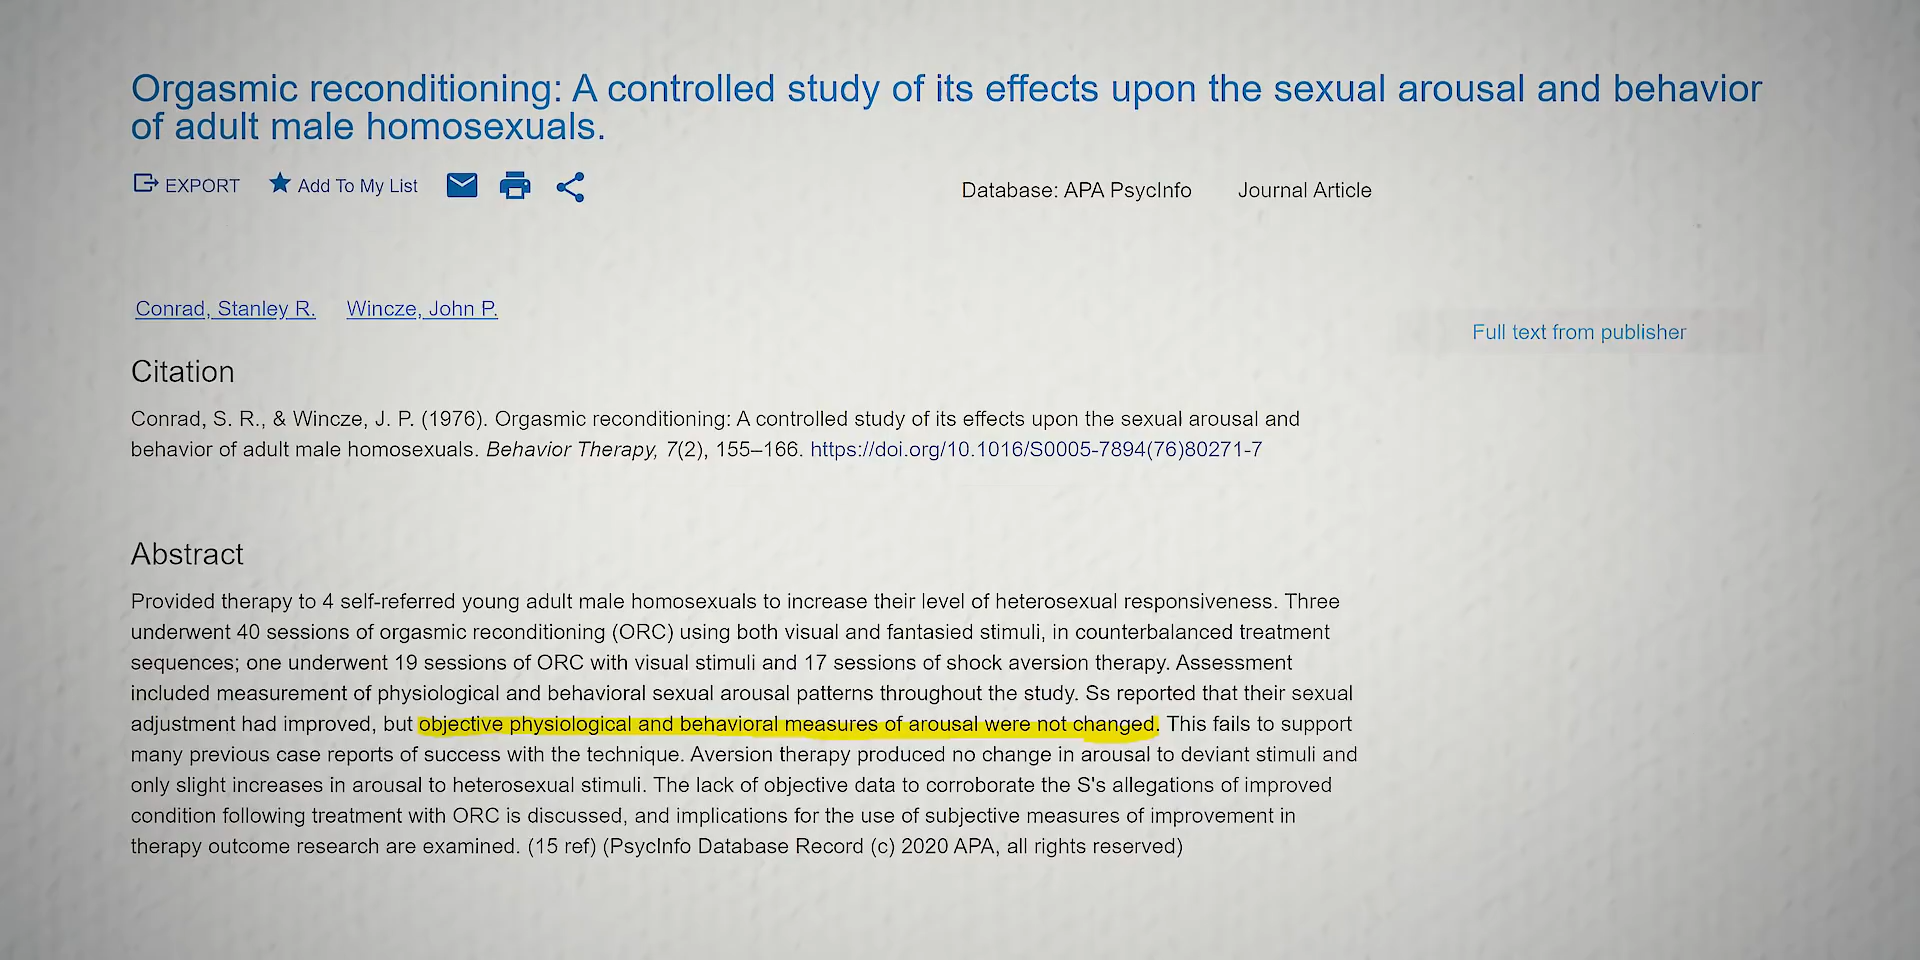 Orgasmic reconditioning: A controlled study of its effects upon the sexual arousal and behavior
of adult male homosexuals.
EXPORT Add To My List
Database: APA PsycInfo Journal Article
Conrad, Stanley R. Wincze, John P.
Full text from publisher
Citation
Conrad, S. R., & Wincze, J. P. (1976). Orgasmic reconditioning: A controlled study of its effects upon the sexual arousal and
behavior of adult male homosexuals. Behavior Therapy, 7(2), 155–166. https://doi.org/10.1016/S0005-7894(76)80271-7
Abstract
Provided therapy to 4 self-referred young adult male homosexuals to increase their level of heterosexual responsiveness. Three
underwent 40 sessions of orgasmic reconditioning (ORC) using both visual and fantasied stimuli, in counterbalanced treatment
sequences; one underwent 19 sessions of ORC with visual stimuli and 17 sessions of shock aversion therapy. Assessment
included measurement of physiological and behavioral sexual arousal patterns throughout the study. Ss reported that their sexual
adjustment had improved, but objective physiological and behavioral measures of arousal were not changed. This fails to support
many previous case reports of success with the technique. Aversion therapy produced no change in arousal to deviant stimuli and
only slight increases in arousal to heterosexual stimuli. The lack of objective data to corroborate the S's allegations of improved
condition following treatment with ORC is discussed, and implications for the use of subjective measures of improvement in
therapy outcome research are examined. (15 ref) (PsycInfo Database Record (c) 2020 APA, all rights reserved)